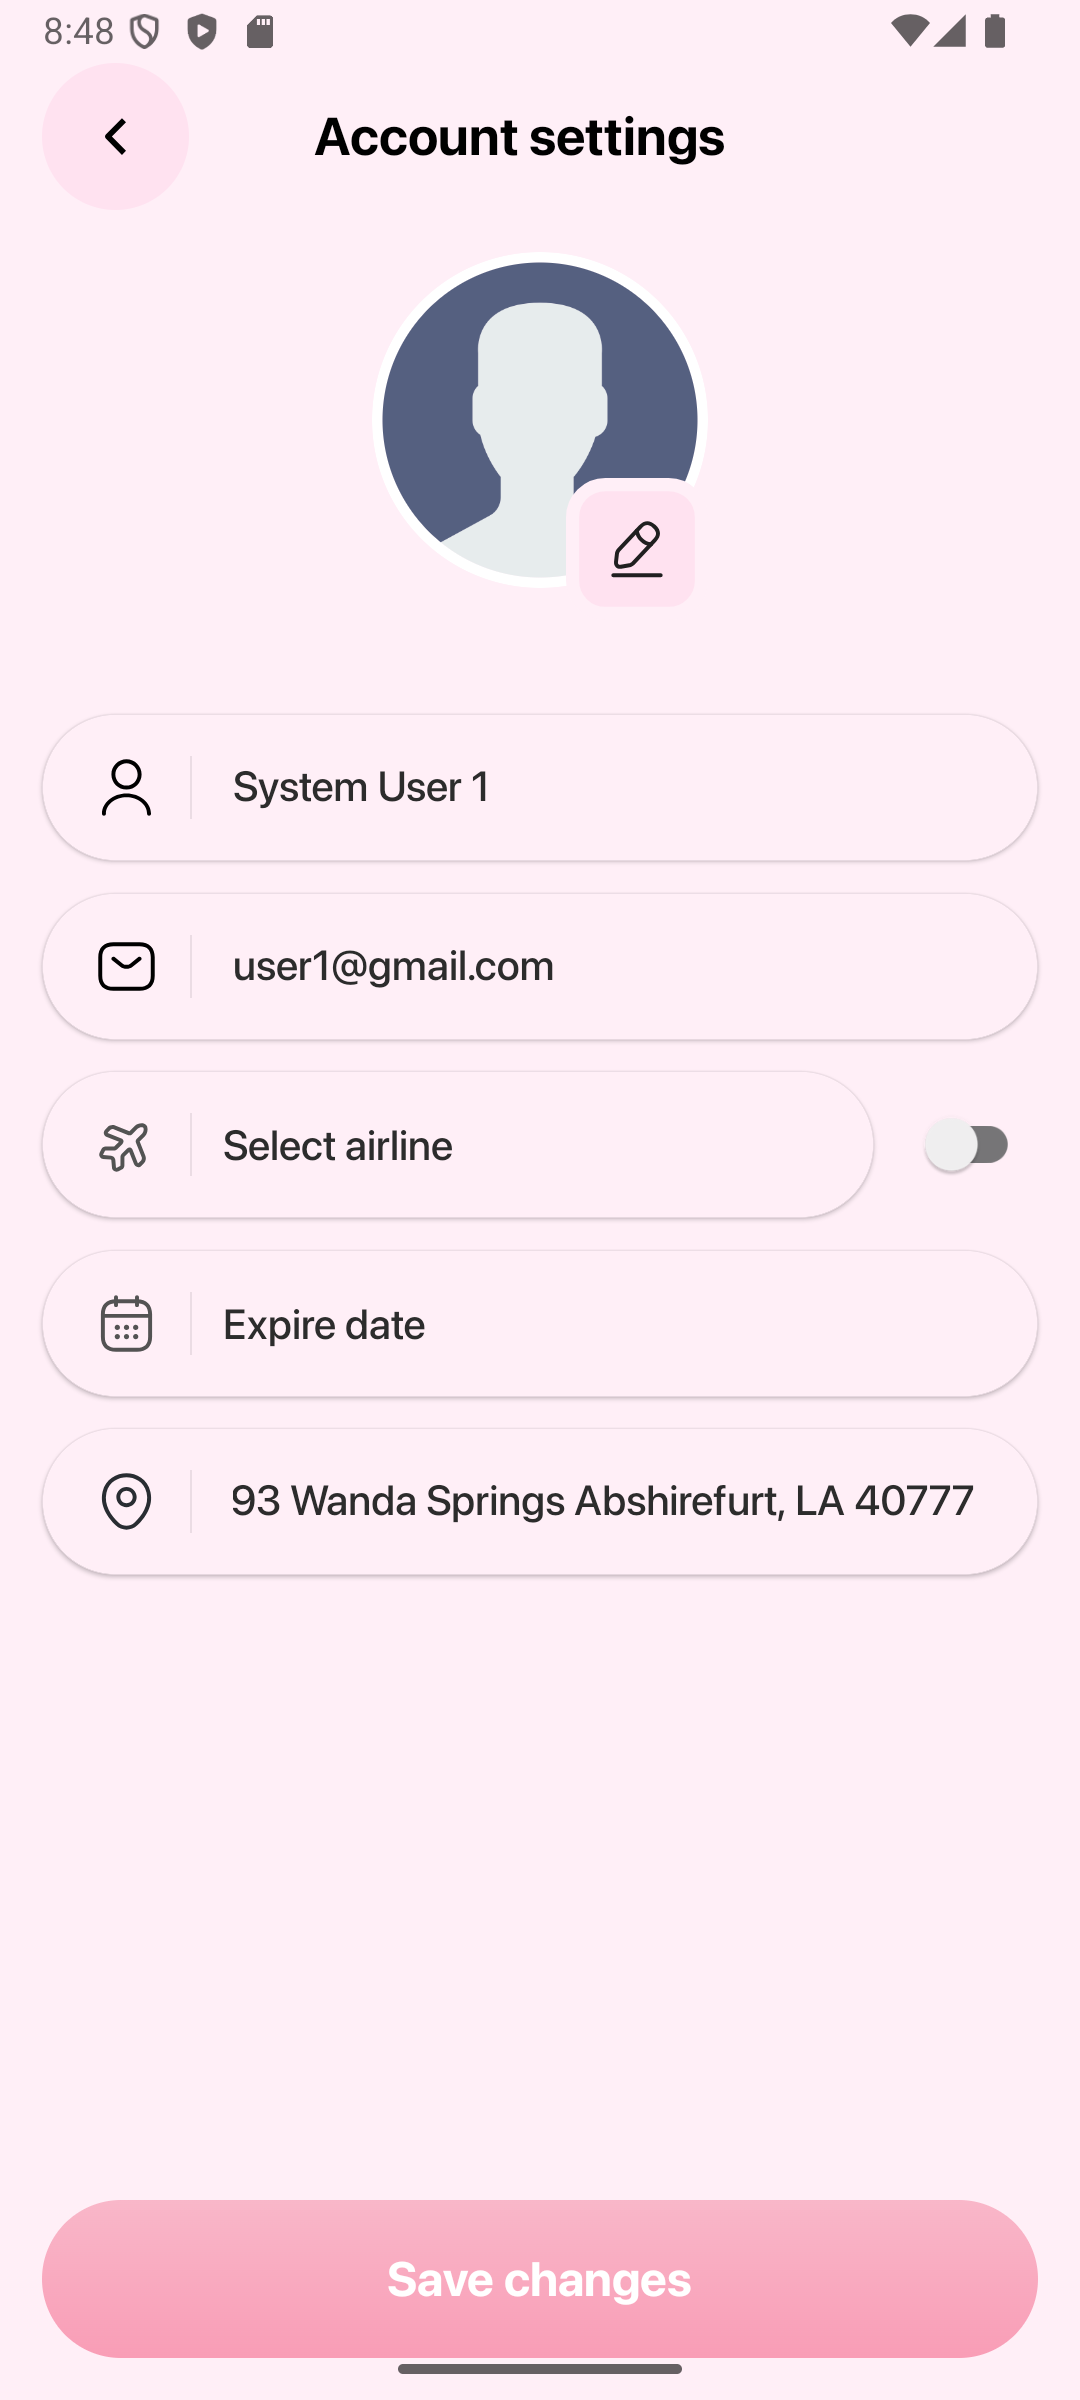 8:48
Account settings
System User 1
user1@gmail.com
Select airline
Expire date
93 Wanda Springs Abshirefurt, LA 40777
Save changes